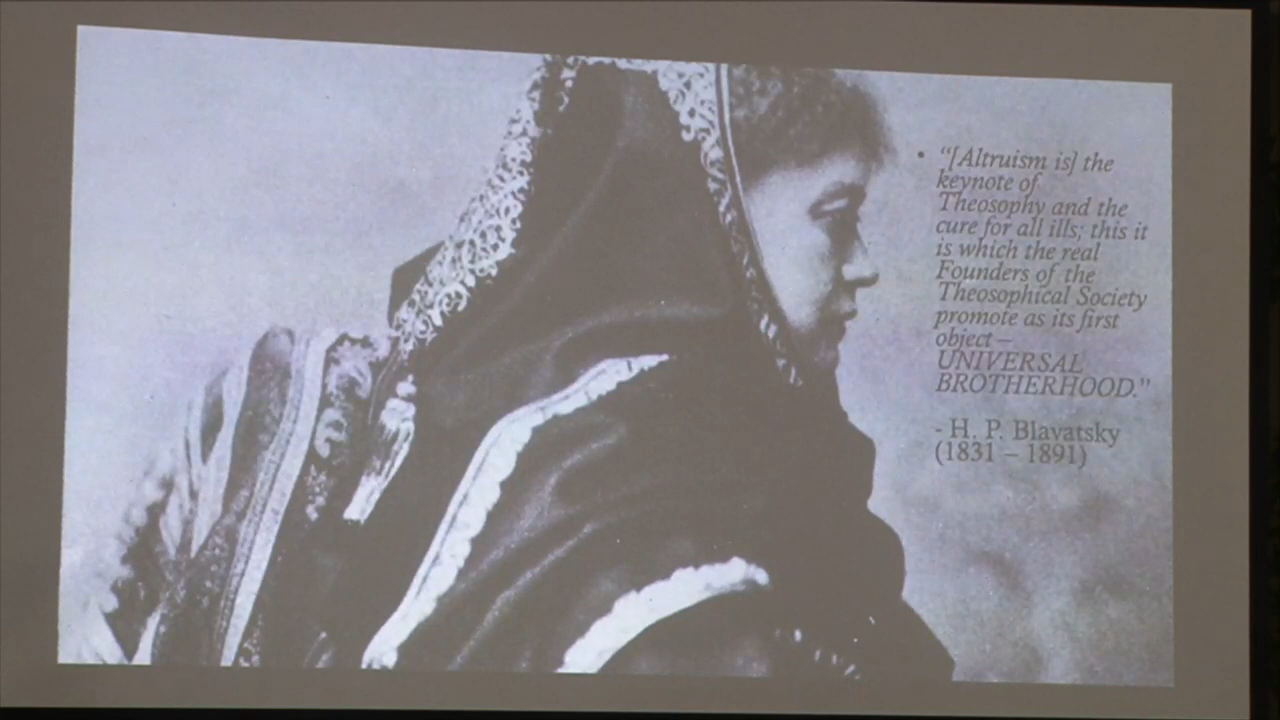 • “[Altruism is] the
keynote of
Theosophy and the
cure for all ills; this it
is which the real
Founders of the
Theosophical Society
promote as its first
object –
UNIVERSAL
BROTHERHOOD.”
- H. P. Blavatsky
(1831 – 1891)